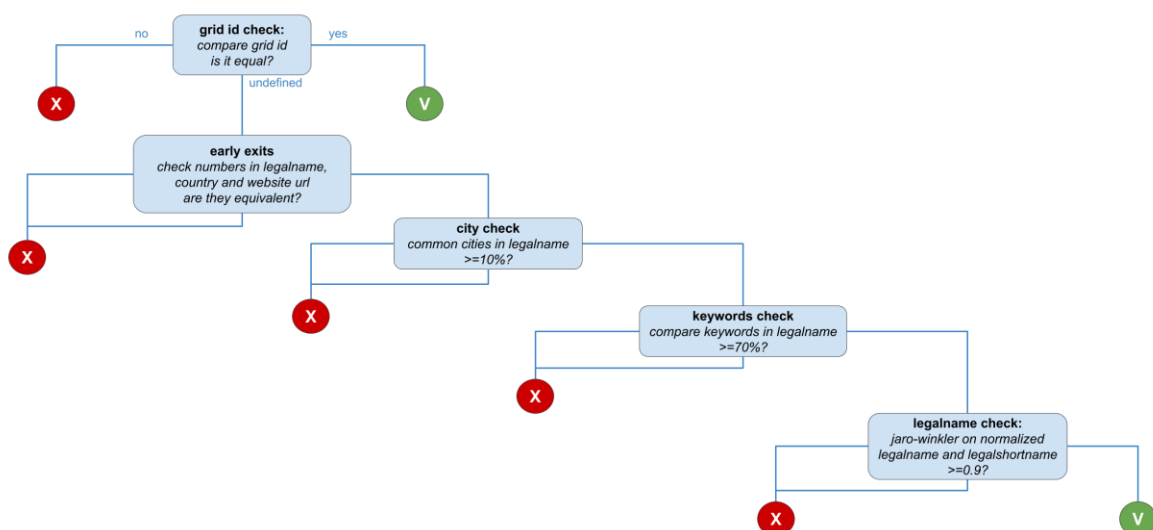 grid id check:
no
yes
compare grid id
is it equal?
undefined
X
V
early exits
check numbers in legalname,
country and website url
are they equivalent?
X
city check
common cities in legalname
>=10%?
X
keywords check
compare keywords in legalname
>=70%?
X
legalname check:
jaro-winkler on normalized
legalname and legalshortname
>=0.9?
X
V